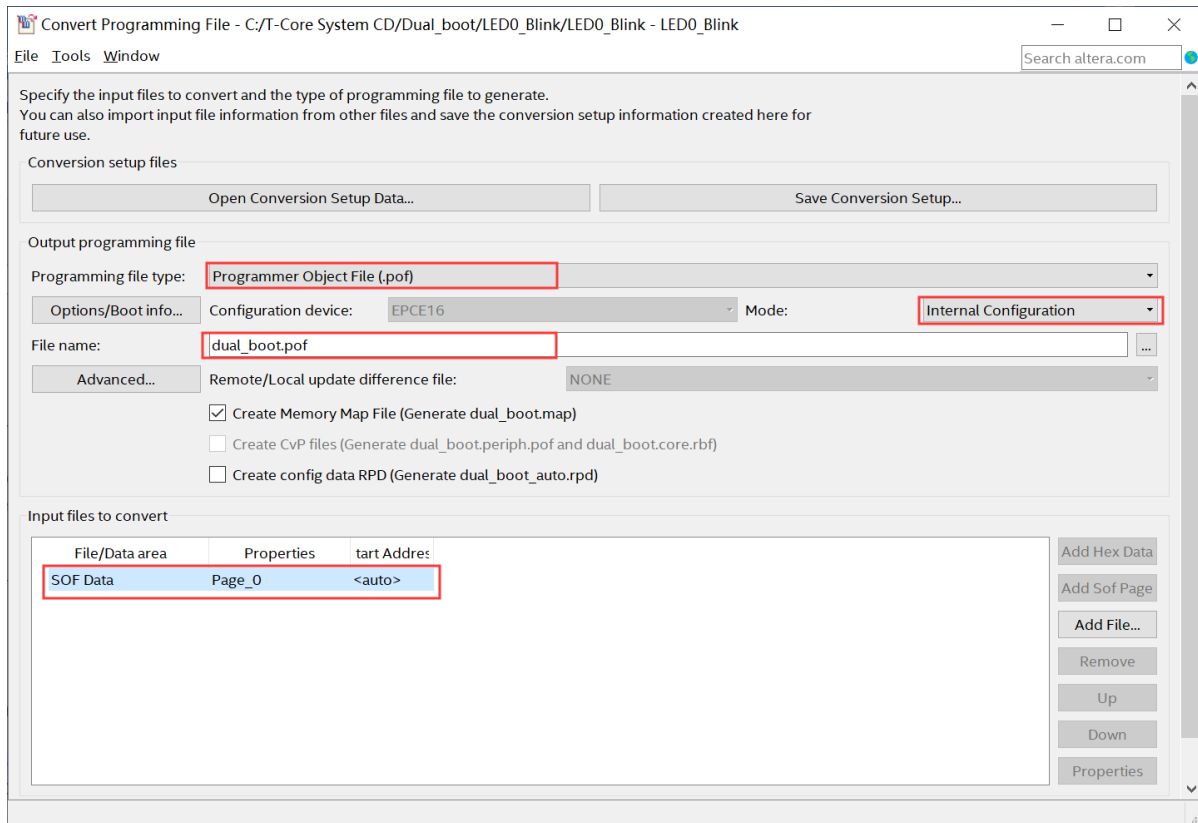 Convert Programming File - C:/T-Core System CD/Dual_boot/LED0_Blink/LED0_Blink - LED0_Blink
File Tools Window
Search altera.com
Specify the input files to convert and the type of programming file to generate.
You can also import input file information from other files and save the conversion setup information created here for
future use.
Conversion setup files
Open Conversion Setup Data... Save Conversion Setup...
Output programming file
Programming file type: Programmer Object File (.pof)
Options/Boot info... Configuration device: EPCE16 Mode: Internal Configuration
File name: dual_boot.pof ...
Advanced... Remote/Local update difference file: NONE
Create Memory Map File (Generate dual_boot.map)
Create CvP files (Generate dual_boot.periph.pof and dual_boot.core.rbf)
Create config data RPD (Generate dual_boot_auto.rpd)
Input files to convert
File/Data area Properties tart Addres
SOF Data Page_0 <auto>
Add Hex Data
Add Sof Page
Add File...
Remove
Up
Down
Properties